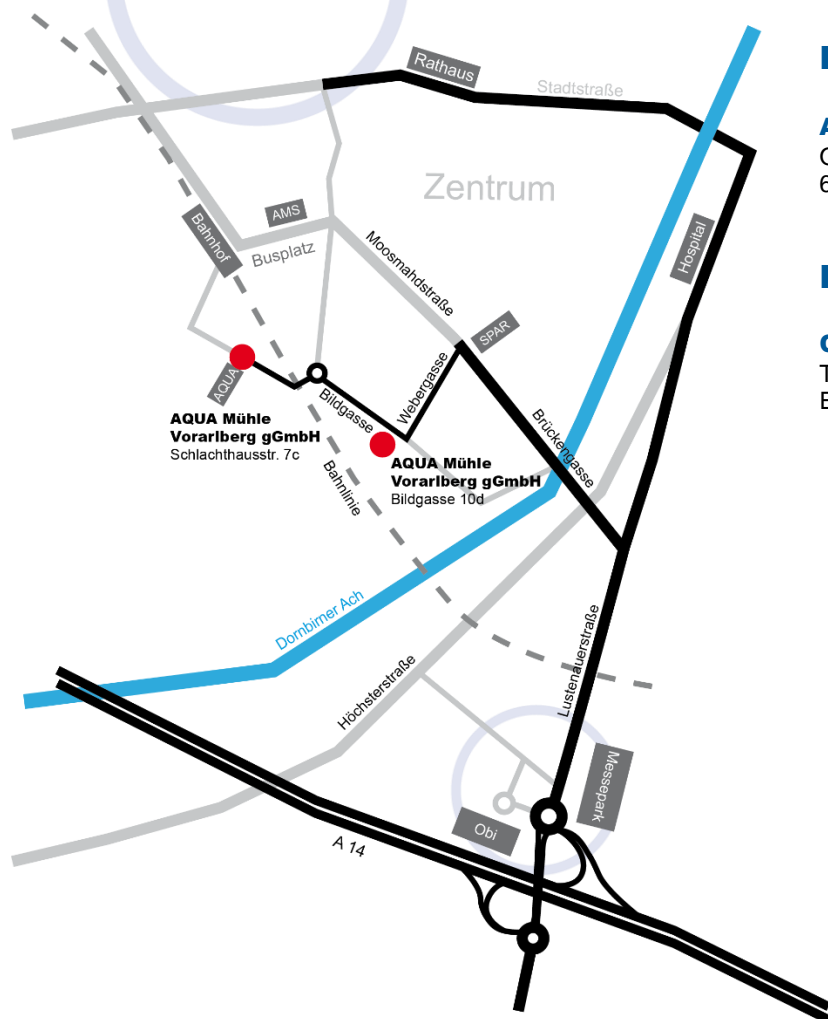 Rathaus
Stadtstraße
Zentrum
AMS
Bahnhof
Busplatz
Moosmahdstraße
Hospital
SPAR
AQUA
Bildgasse
Webergasse
Brückengasse
AQUA Mühle
Vorarlberg gGmbH
Schlachthausstr. 7c
AQUA Mühle
Vorarlberg gGmbH
Bildgasse 10d
Bahnlinie
Dornbirner Ach
Höchsterstraße
Lustenauerstraße
Messepark
Obi
A 14